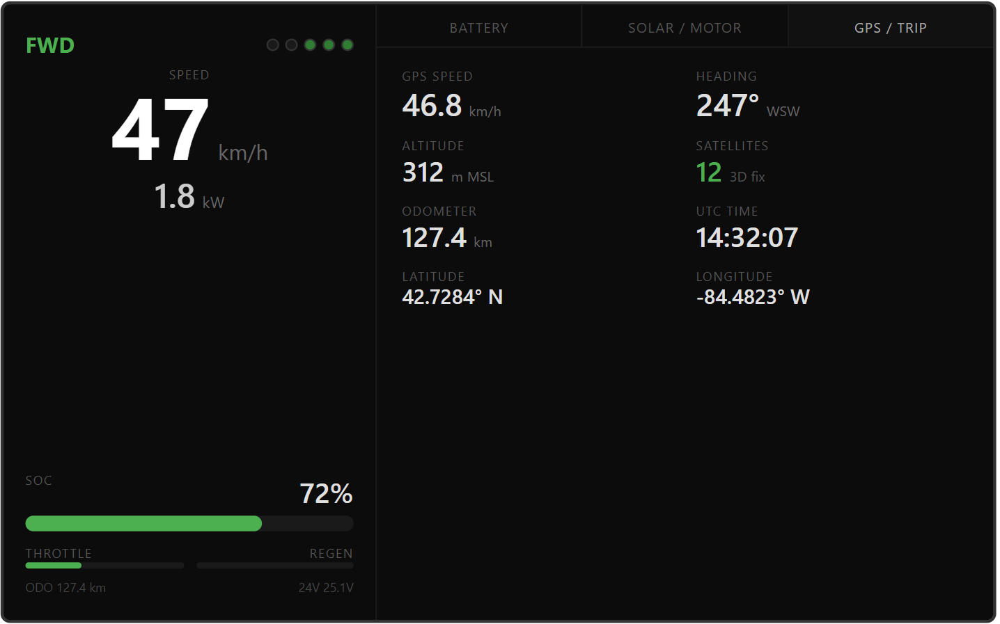 FWD
SPEED
47 km/h
1.8 kW
SOC
72%
THROTTLE REGEN
ODO 127.4 km 24V 25.1V
BATTERY SOLAR / MOTOR GPS / TRIP
GPS SPEED HEADING
46.8 km/h 247° WSW
ALTITUDE SATELLITES
312 m MSL 12 3D fix
ODOMETER UTC TIME
127.4 km 14:32:07
LATITUDE LONGITUDE
42.7284° N -84.4823° W